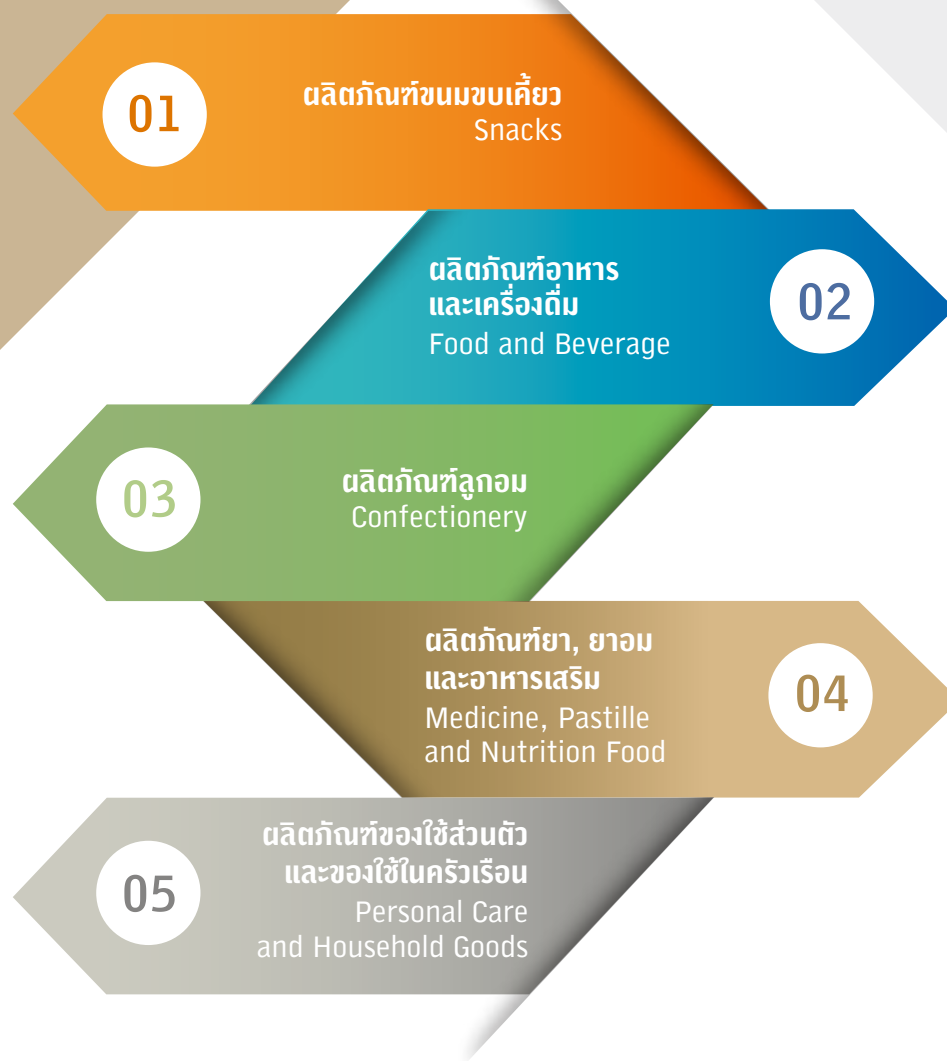 01
ผลิตภัณฑ์ขนมขบเคี้ยว
Snacks
ผลิตภัณฑ์อาหาร
และเครื่องดื่ม
Food and Beverage
02
03
ผลิตภัณฑ์ลูกอม
Confectionery
ผลิตภัณฑ์ยา, ยาอม
และอาหารเสริม
Medicine, Pastille
and Nutrition Food
04
05
ผลิตภัณฑ์ของใช้ส่วนตัว
และของใช้ในครัวเรือน
Personal Care
and Household Goods